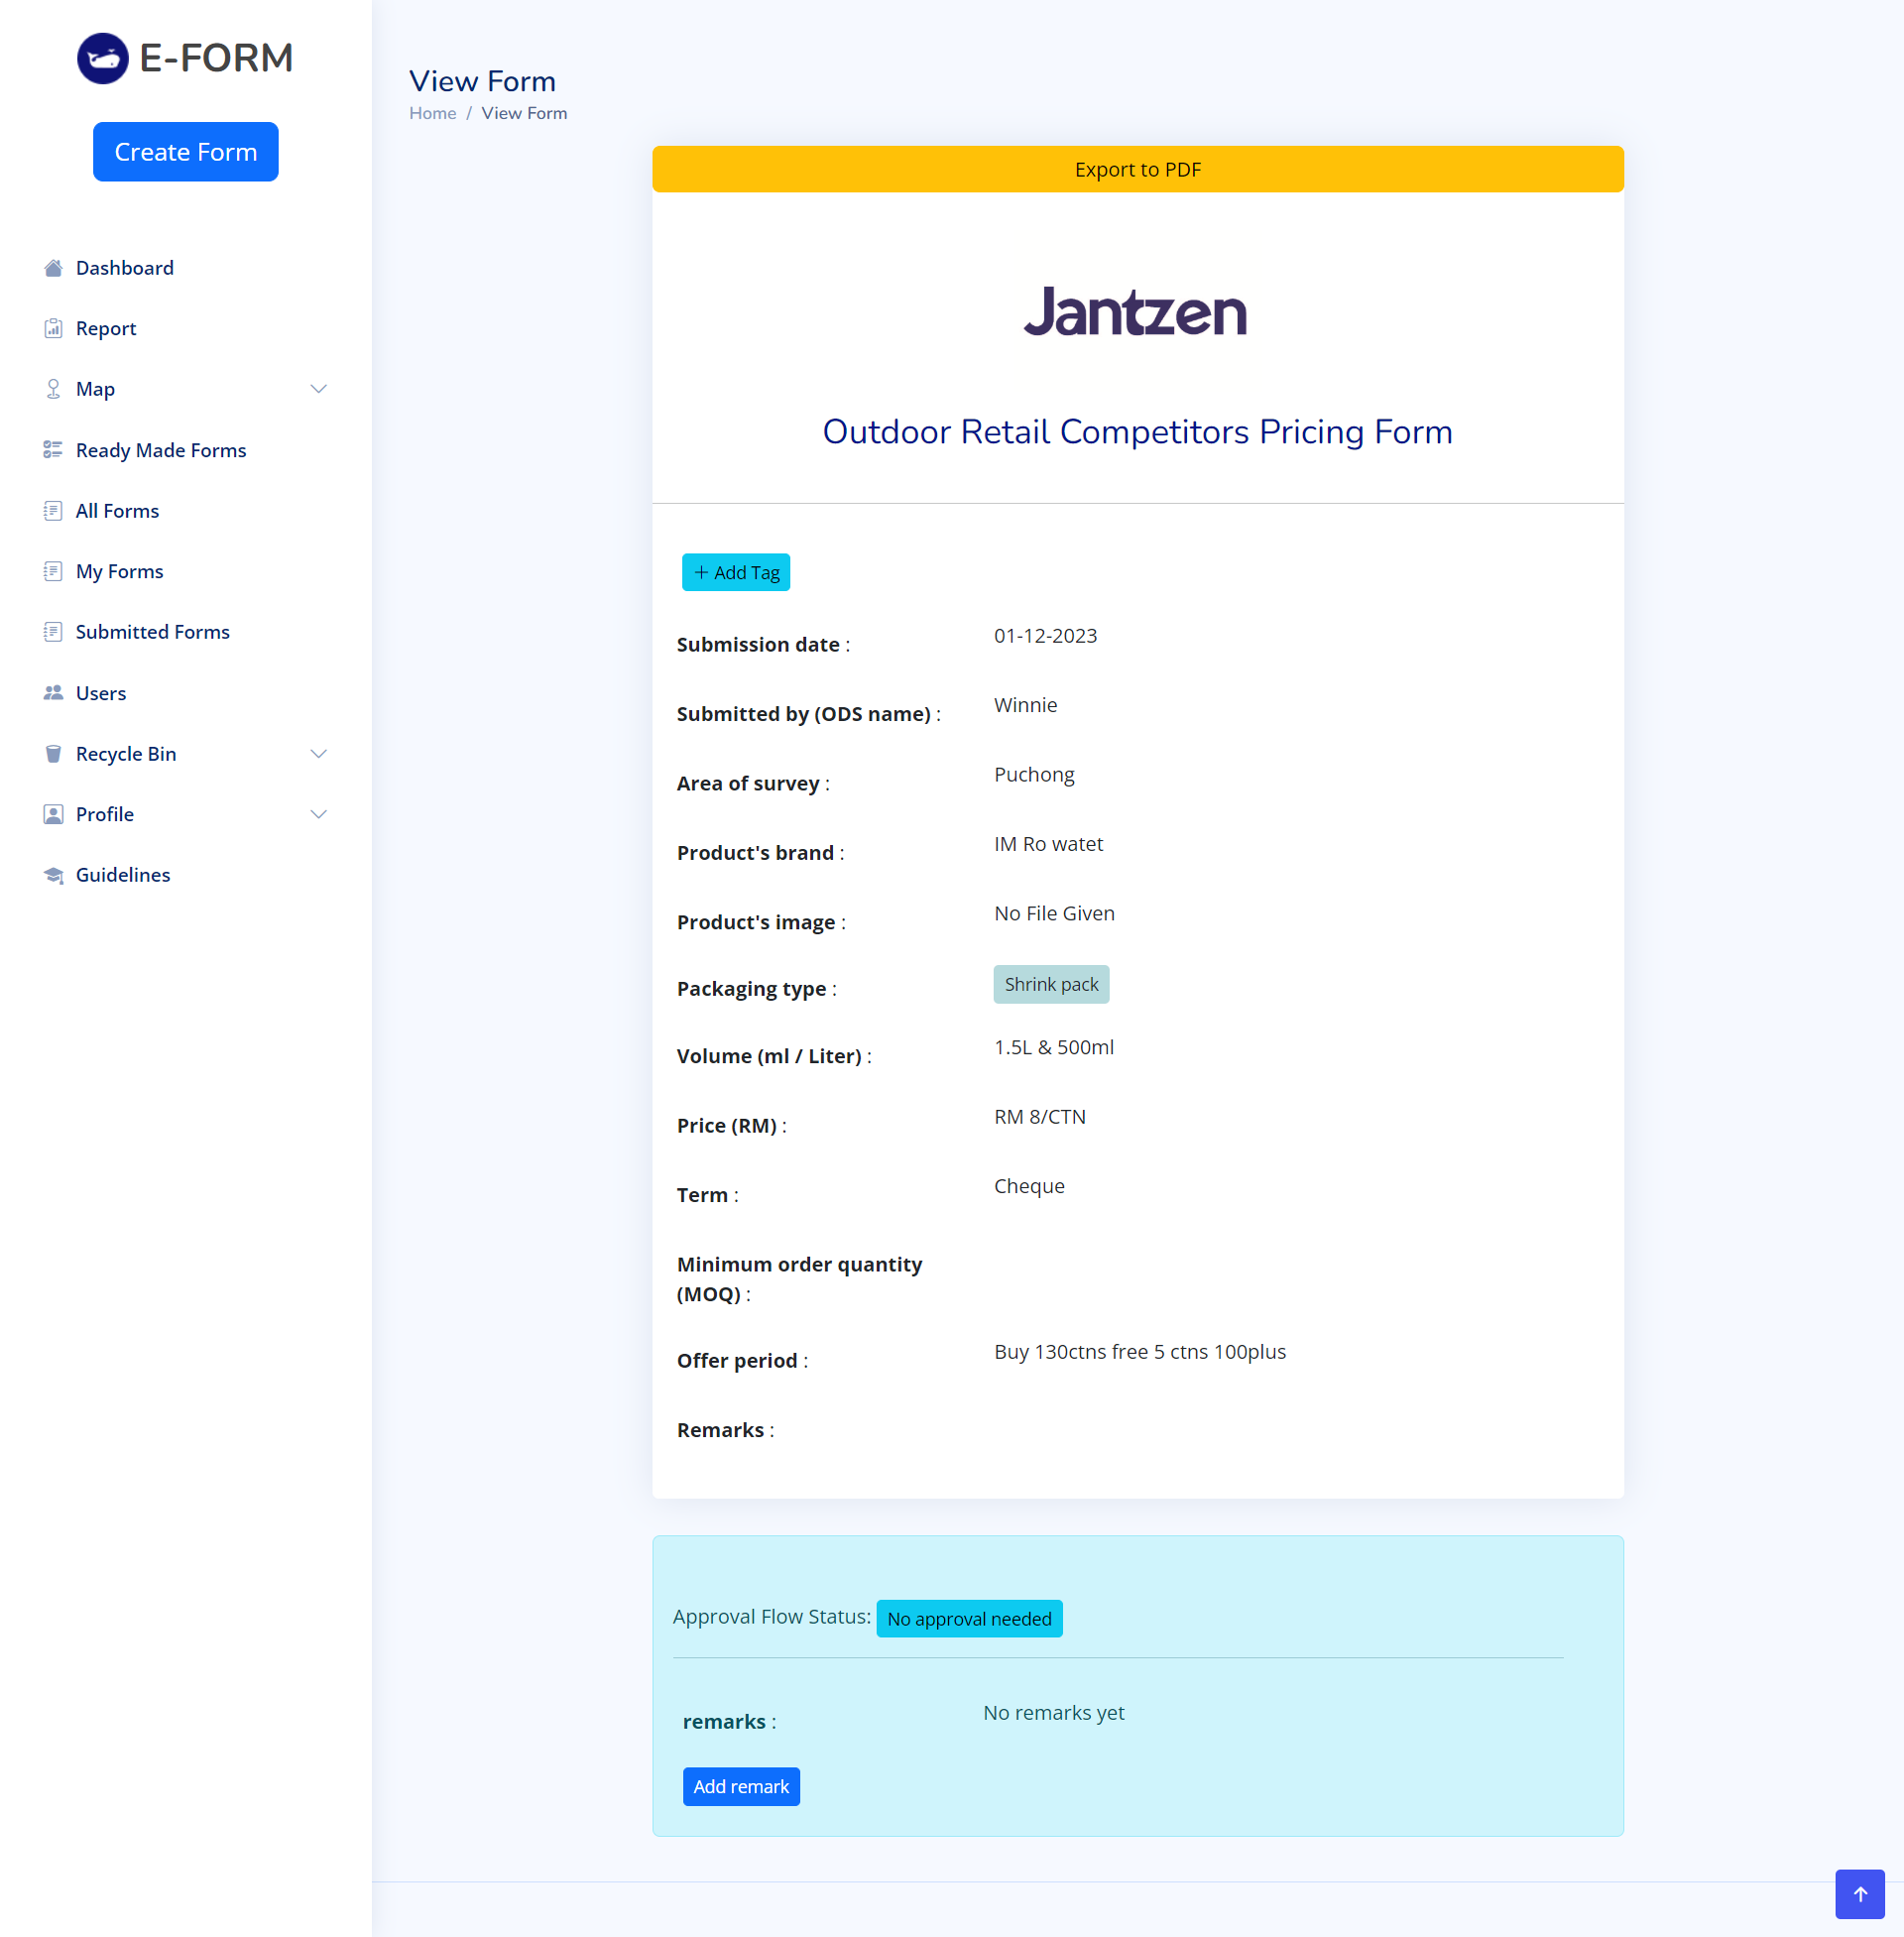 E-FORM
Create Form
Dashboard
Report
Map
Ready Made Forms
All Forms
My Forms
Submitted Forms
Users
Recycle Bin
Profile
Guidelines
View Form
Home / View Form
Export to PDF
Jantzen
Outdoor Retail Competitors Pricing Form
+ Add Tag
Submission date : 01-12-2023
Submitted by (ODS name) : Winnie
Area of survey : Puchong
Product's brand : IM Ro watet
Product's image : No File Given
Packaging type : Shrink pack
Volume (ml / Liter) : 1.5L & 500ml
Price (RM) : RM 8/CTN
Term : Cheque
Minimum order quantity
(MOQ) :
Offer period : Buy 130ctns free 5 ctns 100plus
Remarks :
Approval Flow Status: No approval needed
remarks : No remarks yet
Add remark